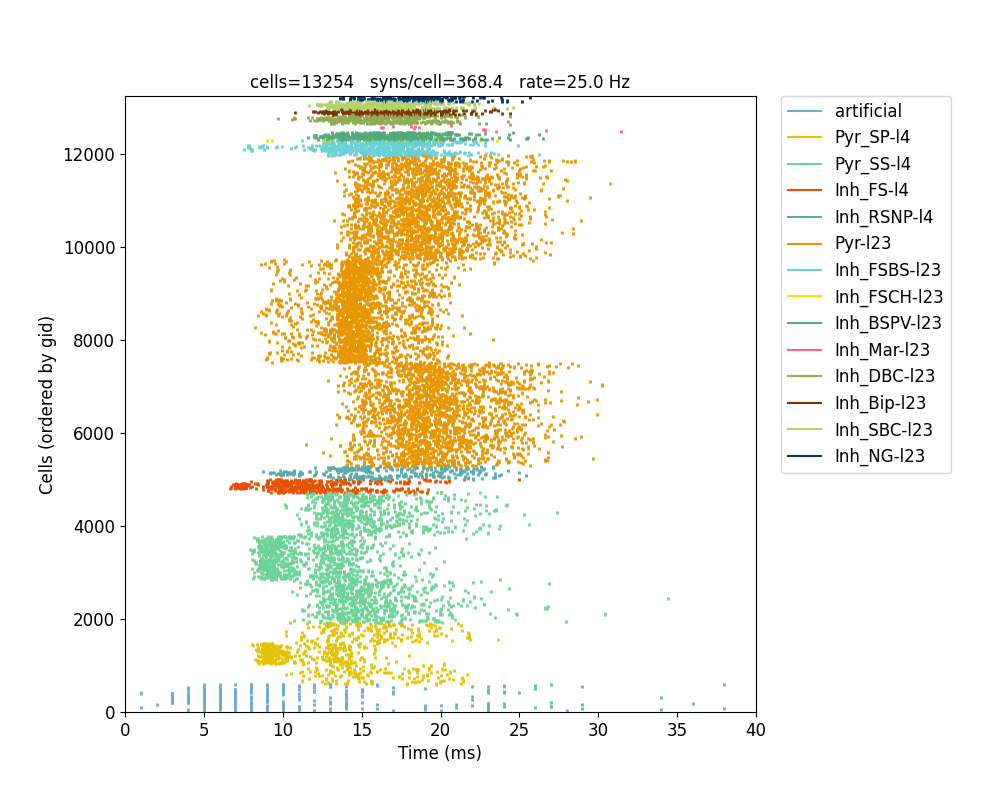 cells=13254   syns/cell=368.4   rate=25.0 Hz
12000
10000
8000
6000
4000
2000
0
Cells (ordered by gid)
0 5 10 15 20 25 30 35 40
Time (ms)
artificial
Pyr_SP-l4
Pyr_SS-l4
Inh_FS-l4
Inh_RSNP-l4
Pyr-l23
Inh_FSBS-l23
Inh_FSCH-l23
Inh_BSPV-l23
Inh_Mar-l23
Inh_DBC-l23
Inh_Bip-l23
Inh_SBC-l23
Inh_NG-l23